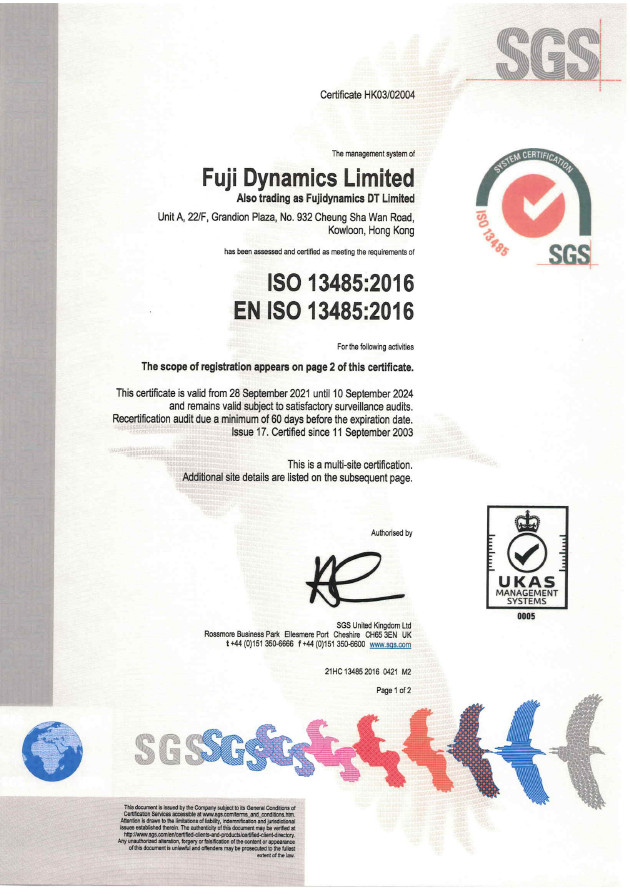 SGS
Certificate HK03/02004
The management system of
Fuji Dynamics Limited
Also trading as Fujidynamics DT Limited
Unit A, 22/F, Grandion Plaza, No. 932 Cheung Sha Wan Road,
Kowloon, Hong Kong
has been assessed and certified as meeting the requirements of
SYSTEM CERTIFICATION
ISO 13485
SGS
ISO 13485:2016
EN ISO 13485:2016
For the following activities
The scope of registration appears on page 2 of this certificate.
This certificate is valid from 28 September 2021 until 10 September 2024
and remains valid subject to satisfactory surveillance audits.
Recertification audit due a minimum of 60 days before the expiration date.
Issue 17. Certified since 11 September 2003
This is a multi-site certification.
Additional site details are listed on the subsequent page.
Authorised by
UKAS
MANAGEMENT
SYSTEMS
0005
SGS United Kingdom Ltd
Rossmore Business Park Ellesmere Port Cheshire CH65 3EN UK
t +44 (0)151 350-6666 f +44 (0)151 350-6600 www.sgs.com
21HC 13485 2016 0421 M2
Page 1 of 2
SGSSGSGS
This document is issued by the Company subject to its General Conditions of
Certification Services accessible at www.sgs.com/terms_and_conditions.htm.
Attention is drawn to the limitations of liability, indemnification and jurisdictional
issues established therein. The authenticity of this document may be verified at
http://www.sgs.com/en/certified-clients-and-products/certified-client-directory.
Any unauthorized alteration, forgery or falsification of the content or appearance
of this document is unlawful and offenders may be prosecuted to the fullest
extent of the law.